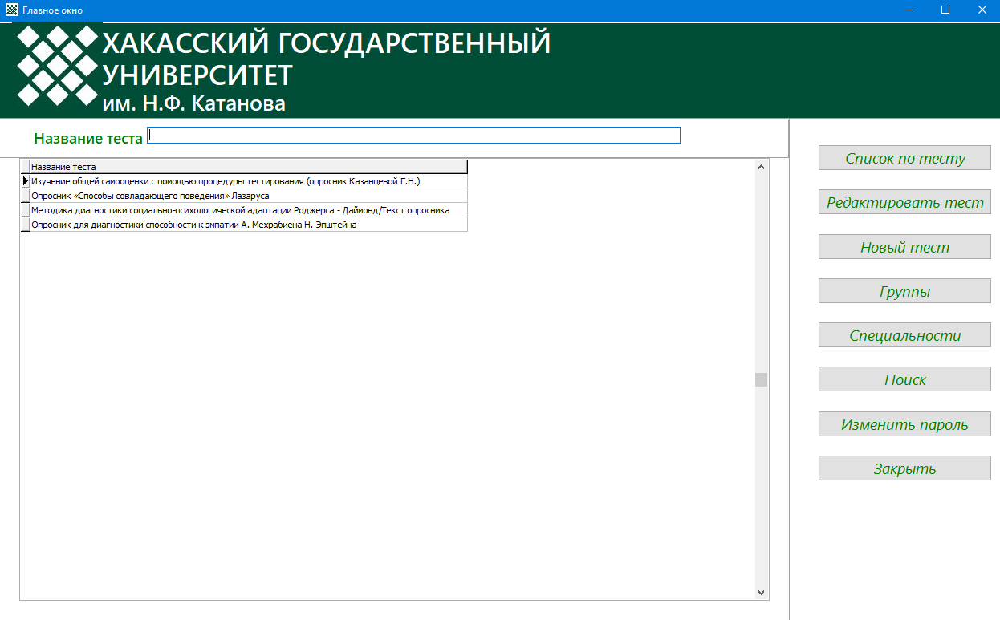 Главное окно
ХАКАССКИЙ ГОСУДАРСТВЕННЫЙ
УНИВЕРСИТЕТ
им. Н.Ф. Катанова
Название теста
Название теста
Изучение общей самооценки с помощью процедуры тестирования (опросник Казанцевой Г.Н.)
Опросник «Способы совладающего поведения» Лазаруса
Методика диагностики социально-психологической адаптации Роджерса - Даймонд/Текст опросника
Опросник для диагностики способности к эмпатии А. Мехрабиена Н. Эпштейна
Список по тесту
Редактировать тест
Новый тест
Группы
Специальности
Поиск
Изменить пароль
Закрыть